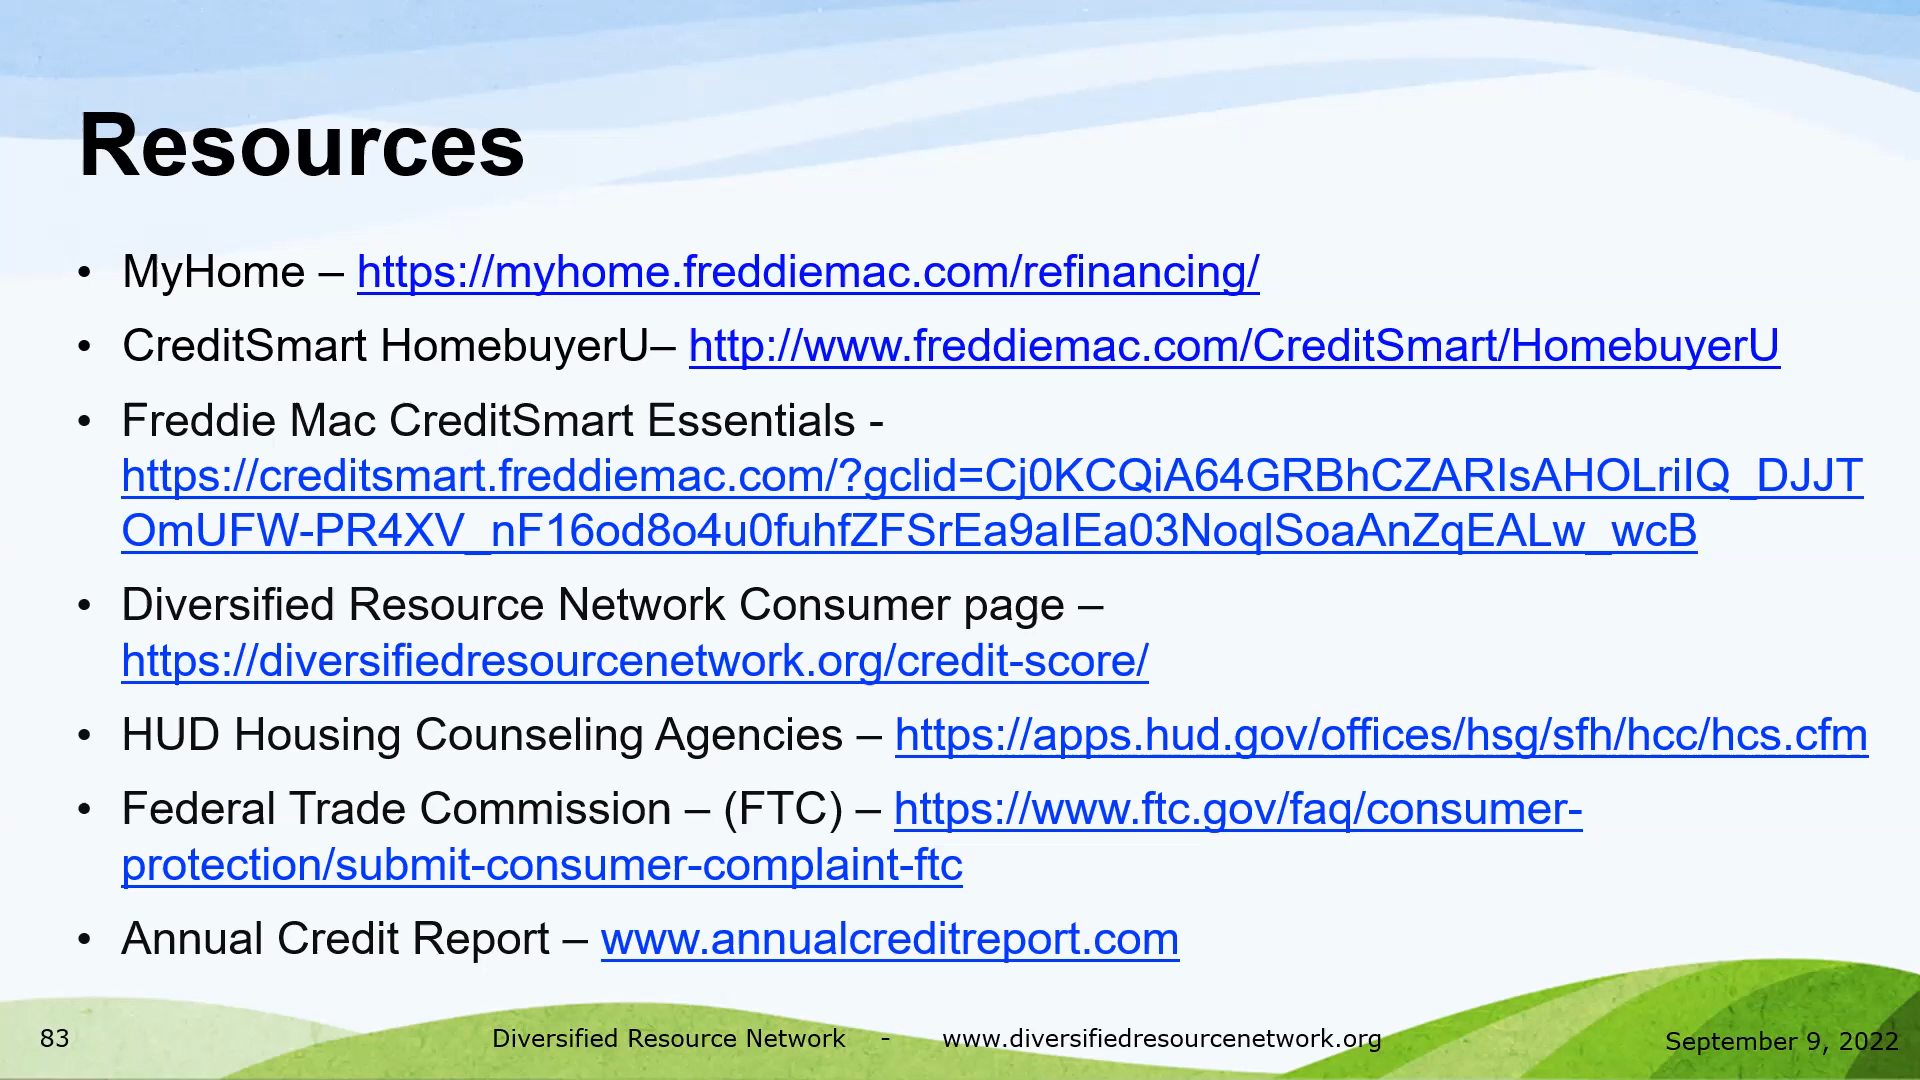 Resources
• MyHome – https://myhome.freddiemac.com/refinancing/
• CreditSmart HomebuyerU– http://www.freddiemac.com/CreditSmart/HomebuyerU
• Freddie Mac CreditSmart Essentials -
https://creditsmart.freddiemac.com/?gclid=Cj0KCQiA64GRBhCZARIsAHOLriIQ_DJJT
OmUFW-PR4XV_nF16od8o4u0fuhfZFSrEa9aIEa03NoqlSoaAnZqEALw_wcB
• Diversified Resource Network Consumer page –
https://diversifiedresourcenetwork.org/credit-score/
• HUD Housing Counseling Agencies – https://apps.hud.gov/offices/hsg/sfh/hcc/hcs.cfm
• Federal Trade Commission – (FTC) – https://www.ftc.gov/faq/consumer-
protection/submit-consumer-complaint-ftc
• Annual Credit Report – www.annualcreditreport.com
83 Diversified Resource Network - www.diversifiedresourcenetwork.org September 9, 2022